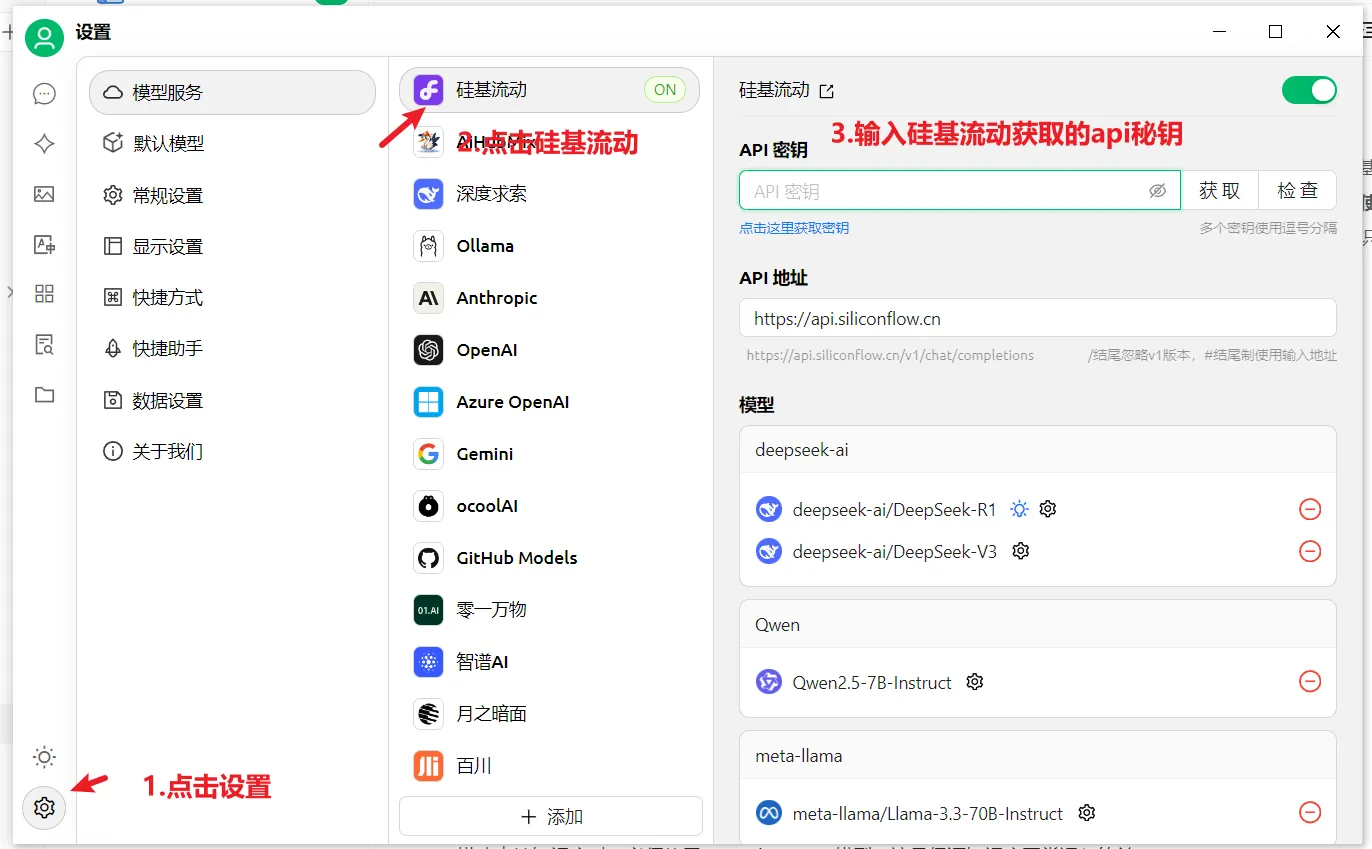 设置
模型服务
默认模型
常规设置
显示设置
快捷方式
快捷助手
数据设置
关于我们
1.点击设置
硅基流动
ON
AiHubMix
2.点击硅基流动
深度求索
Ollama
Anthropic
OpenAI
Azure OpenAI
Gemini
ocoolAI
GitHub Models
01.AI
零一万物
智谱AI
月之暗面
百川
添加
硅基流动
3.输入硅基流动获取的api秘钥
API 密钥
API 密钥
获 取
检 查
点击这里获取密钥
多个密钥使用逗号分隔
API 地址
https://api.siliconflow.cn
https://api.siliconflow.cn/v1/chat/completions
/结尾忽略v1版本，#结尾制使用输入地址
模型
deepseek-ai
deepseek-ai/DeepSeek-R1
deepseek-ai/DeepSeek-V3
Qwen
Qwen2.5-7B-Instruct
meta-llama
meta-llama/Llama-3.3-70B-Instruct